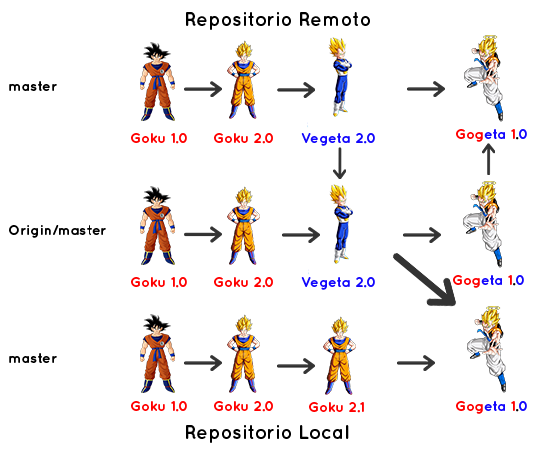 Repositorio Remoto
master
Goku 1.0
Goku 2.0
Vegeta 2.0
Gogeta 1.0
Origin/master
Goku 1.0
Goku 2.0
Vegeta 2.0
Gogeta 1.0
master
Goku 1.0
Goku 2.0
Goku 2.1
Gogeta 1.0
Repositorio Local